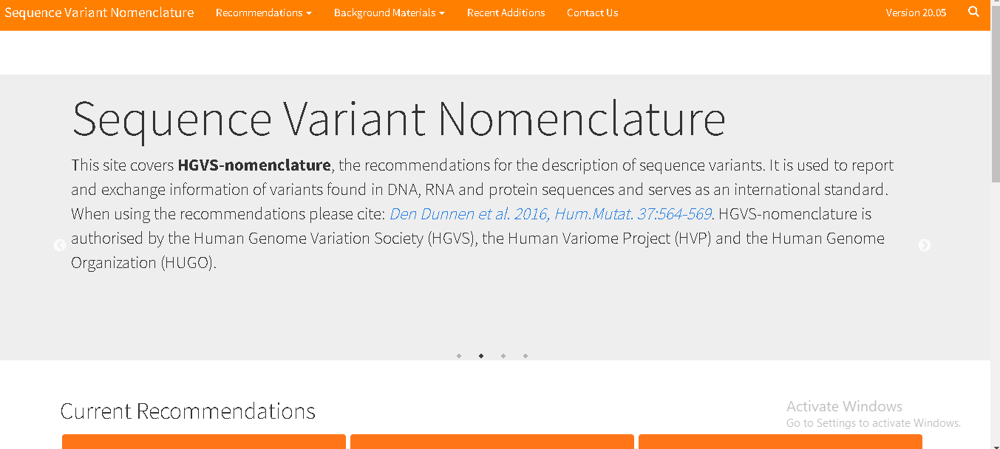 Sequence Variant Nomenclature Recommendations Background Materials Recent Additions Contact Us Version 20.05
Sequence Variant Nomenclature
This site covers HGVS-nomenclature, the recommendations for the description of sequence variants. It is used to report
and exchange information of variants found in DNA, RNA and protein sequences and serves as an international standard.
When using the recommendations please cite: Den Dunnen et al. 2016, Hum.Mutat. 37:564-569. HGVS-nomenclature is
authorised by the Human Genome Variation Society (HGVS), the Human Variome Project (HVP) and the Human Genome
Organization (HUGO).
Current Recommendations
Activate Windows
Go to Settings to activate Windows.